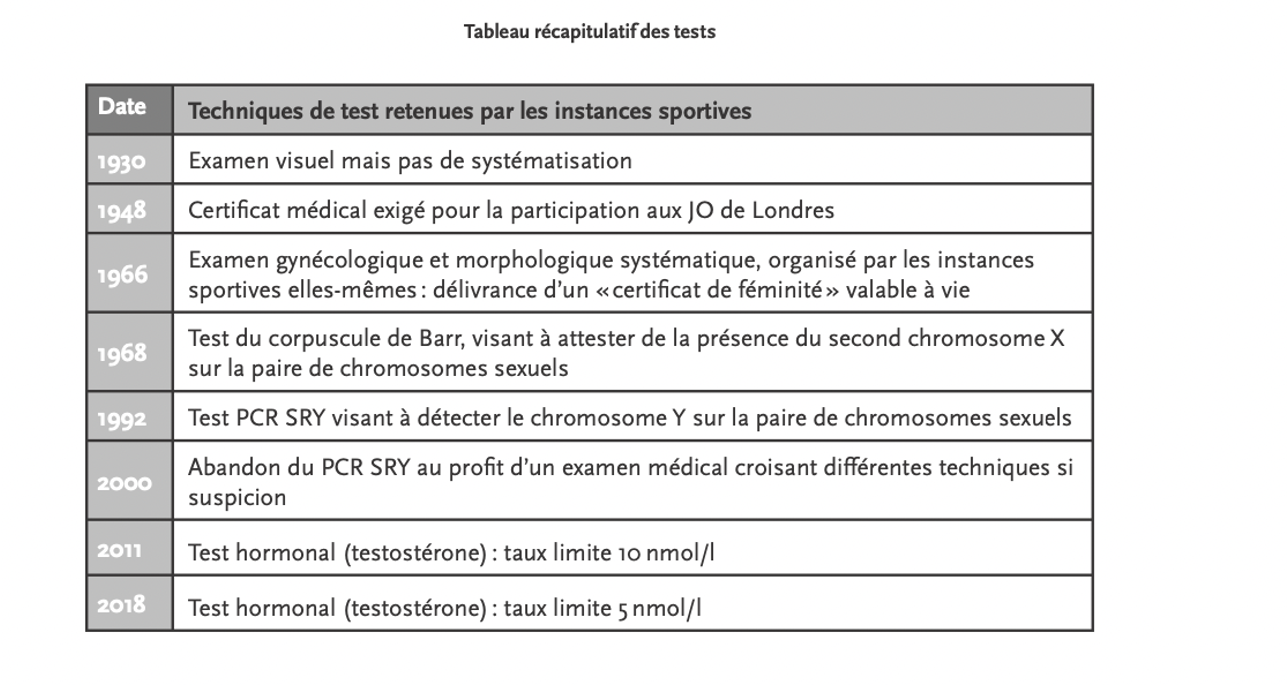 Tableau récapitulatif des tests
Date Techniques de test retenues par les instances sportives
1930 Examen visuel mais pas de systématisation
1948 Certificat médical exigé pour la participation aux JO de Londres
1966 Examen gynécologique et morphologique systématique, organisé par les instances
sportives elles-mêmes : délivrance d’un « certificat de féminité » valable à vie
1968 Test du corpuscule de Barr, visant à attester de la présence du second chromosome X
sur la paire de chromosomes sexuels
1992 Test PCR SRY visant à détecter le chromosome Y sur la paire de chromosomes sexuels
2000 Abandon du PCR SRY au profit d’un examen médical croisant différentes techniques si
suspicion
2011 Test hormonal (testostérone) : taux limite 10 nmol/l
2018 Test hormonal (testostérone) : taux limite 5 nmol/l